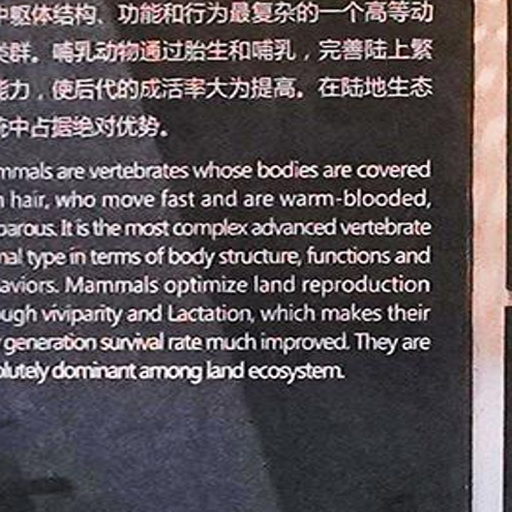 躯体结构、功能和行为最复杂的一个高等动
类群。哺乳动物通过胎生和哺乳，完善陆上繁
能力，使后代的成活率大为提高。在陆地生态
中占据绝对优势。
mmals are vertebrates whose bodies are covered
hair, who move fast and are warm-blooded,
parous. It is the most complex advanced vertebrate
mal type in terms of body structure, functions and
aviors. Mammals optimize land reproduction
ough viviparity and Lactation, which makes their
generation survival rate much improved. They are
olutely dominant among land ecosystem.